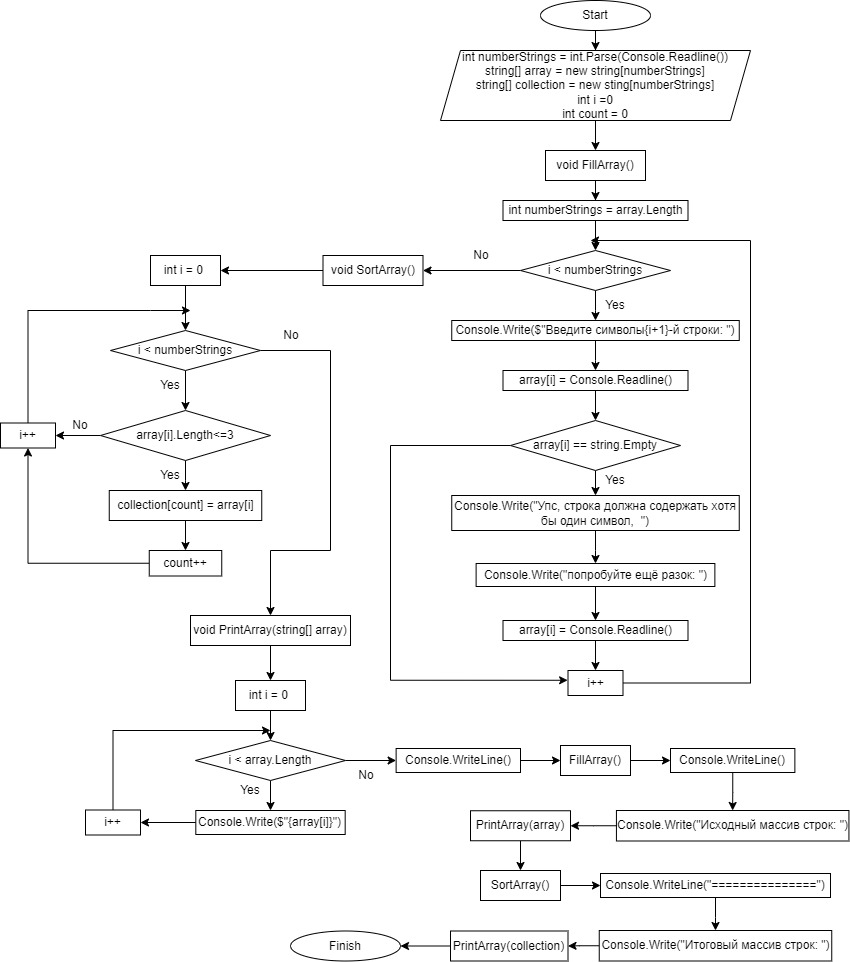 Start
int numberStrings = int.Parse(Console.Readline())
string[] array = new string[numberStrings]
string[] collection = new sting[numberStrings]
int i =0
int count = 0
void FillArray()
int numberStrings = array.Length
i < numberStrings
No
void SortArray()
int i = 0
Yes
Console.Write($"Введите символы{i+1}-й строки: ")
array[i] = Console.Readline()
array[i] == string.Empty
Yes
Console.Write("Упс, строка должна содержать хотя
бы один символ,  ")
Console.Write("попробуйте ещё разок: ")
array[i] = Console.Readline()
i++
i < numberStrings
No
Yes
array[i].Length<=3
No
i++
Yes
collection[count] = array[i]
count++
void PrintArray(string[] array)
int i = 0
i < array.Length
No
Yes
Console.Write($"{array[i]}")
i++
Console.WriteLine()
FillArray()
Console.WriteLine()
Console.Write("Исходный массив строк: ")
PrintArray(array)
SortArray()
Console.WriteLine("===============")
Console.Write("Итоговый массив строк: ")
PrintArray(collection)
Finish